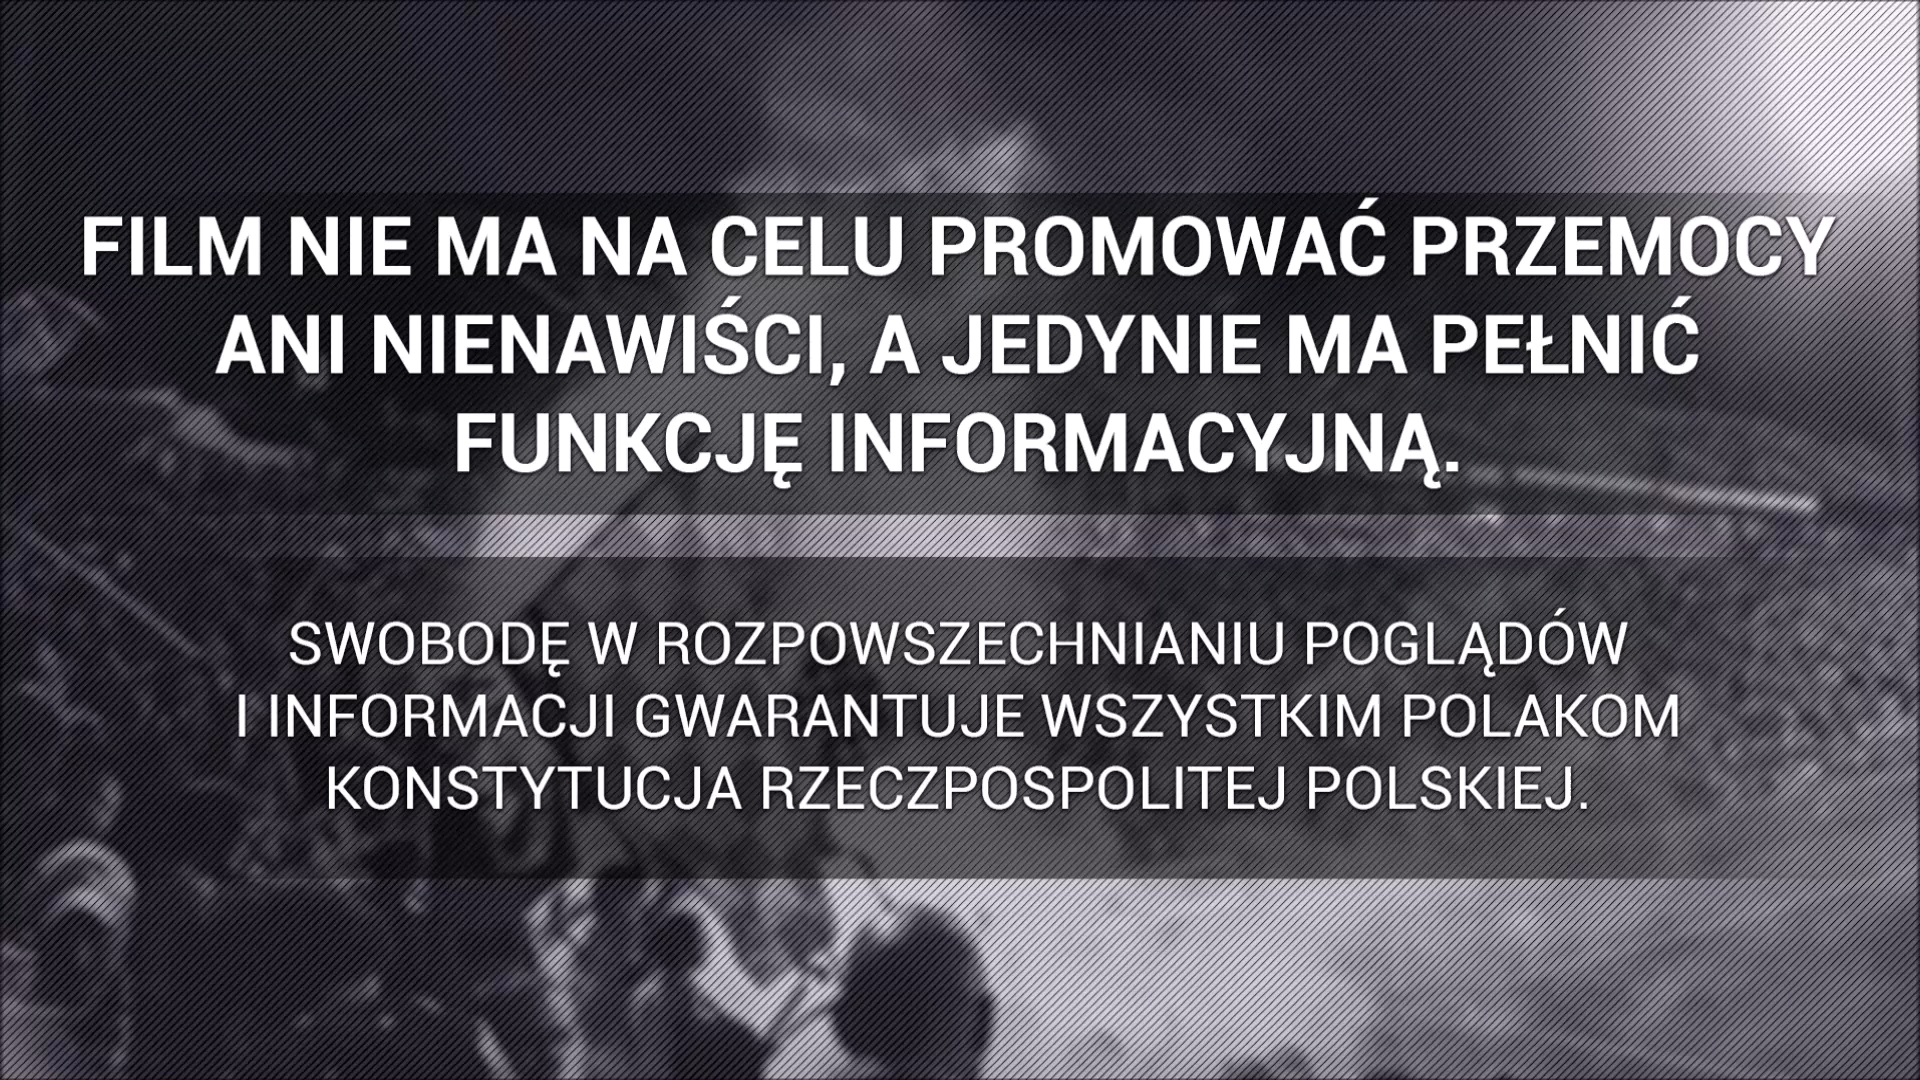 FILM NIE MA NA CELU PROMOWAĆ PRZEMOCY
ANI NIENAWIŚCI, A JEDYNIE MA PEŁNIĆ
FUNKCJĘ INFORMACYJNĄ.
SWOBODĘ W ROZPOWSZECHNIANIU POGLĄDÓW
I INFORMACJI GWARANTUJE WSZYSTKIM POLAKOM
KONSTYTUCJA RZECZPOSPOLITEJ POLSKIEJ.